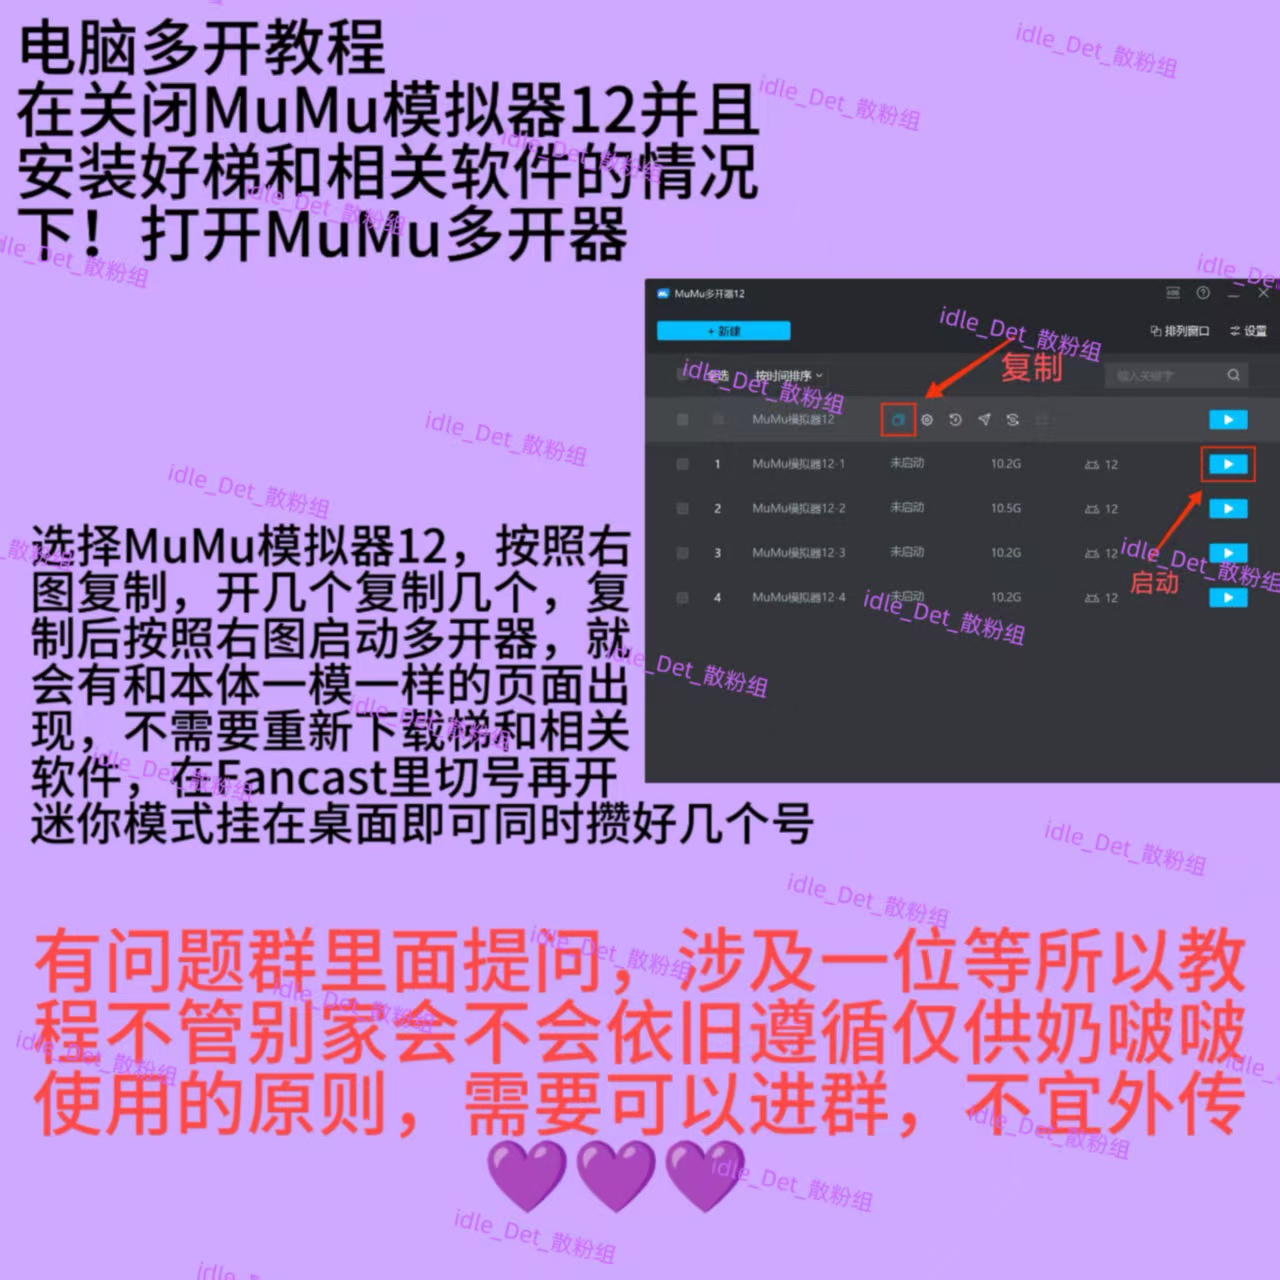 电脑多开教程
在关闭MuMu模拟器12并且
安装好梯和相关软件的情况
下！打开MuMu多开器
MuMu多开器12
+ 新建
排列窗口
设置
全选
按时间排序
输入关键字
复制
MuMu模拟器12
1 MuMu模拟器12-1 未启动 10.2G 12
2 MuMu模拟器12-2 未启动 10.5G 12
3 MuMu模拟器12-3 未启动 10.2G 12
4 MuMu模拟器12-4 未启动 10.2G 12
启动
选择MuMu模拟器12，按照右
图复制，开几个复制几个，复
制后按照右图启动多开器，就
会有和本体一模一样的页面出
现，不需要重新下载梯和相关
软件，在Fancast里切号再开
迷你模式挂在桌面即可同时攒好几个号
有问题群里面提问，涉及一位等所以教
程不管别家会不会依旧遵循仅供奶啵啵
使用的原则，需要可以进群，不宜外传
idle_Det_散粉组